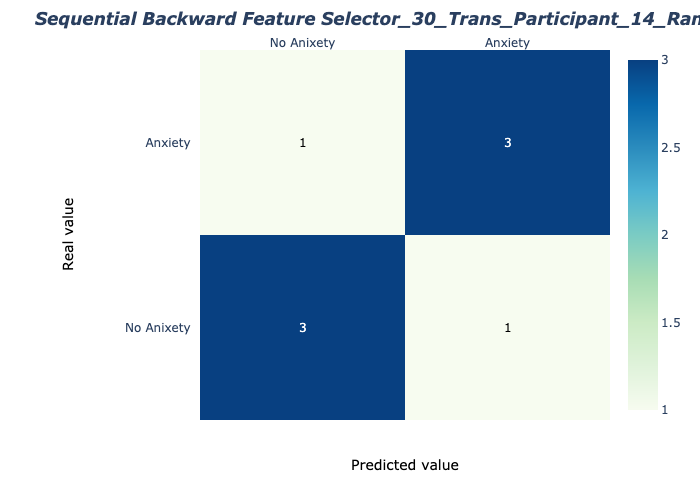 Sequential Backward Feature Selector_30_Trans_Participant_14_Ran
No Anixety Anxiety
3
Anxiety 1 3
2.5
2
Real value
1.5
No Anixety 3 1
1
Predicted value